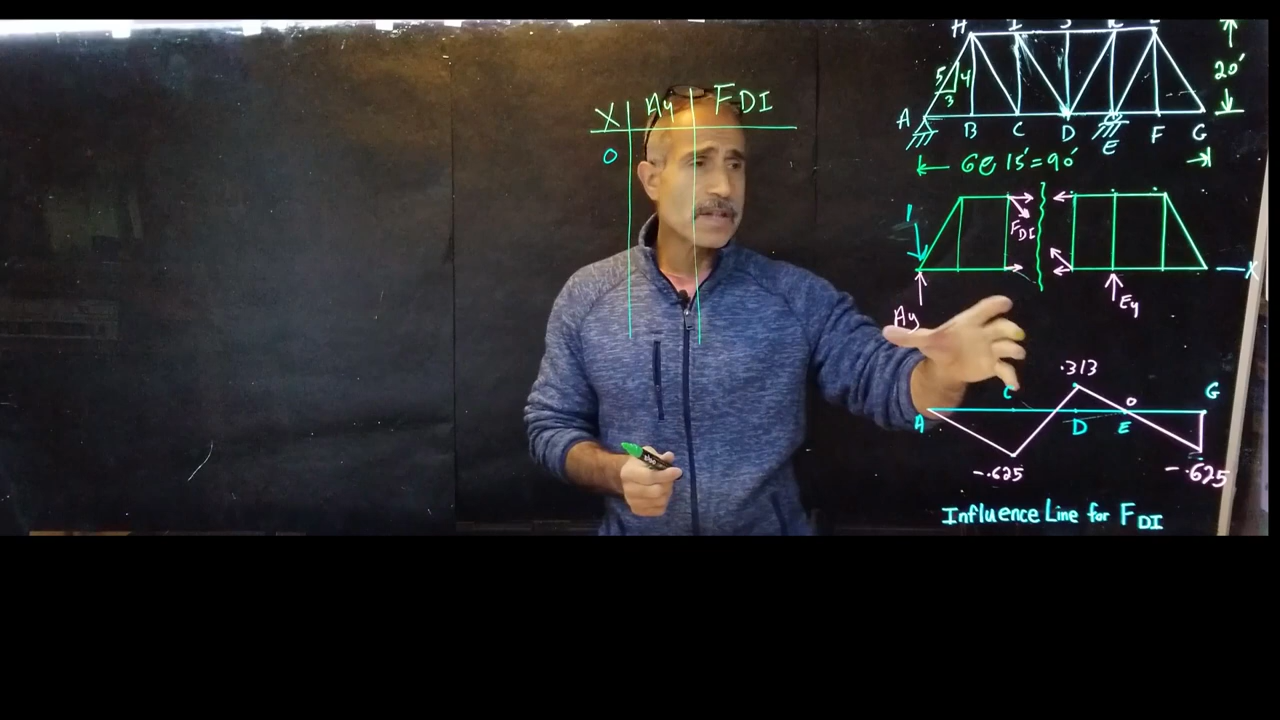 X Ay FDI
0
H I J K L
5 4
3
20'
A B C D E F G
6@ 15' = 90'
1
FDI
X
Ay Ey
.313
C 0 G
A D E
-.625 -.625
Influence Line for FDI